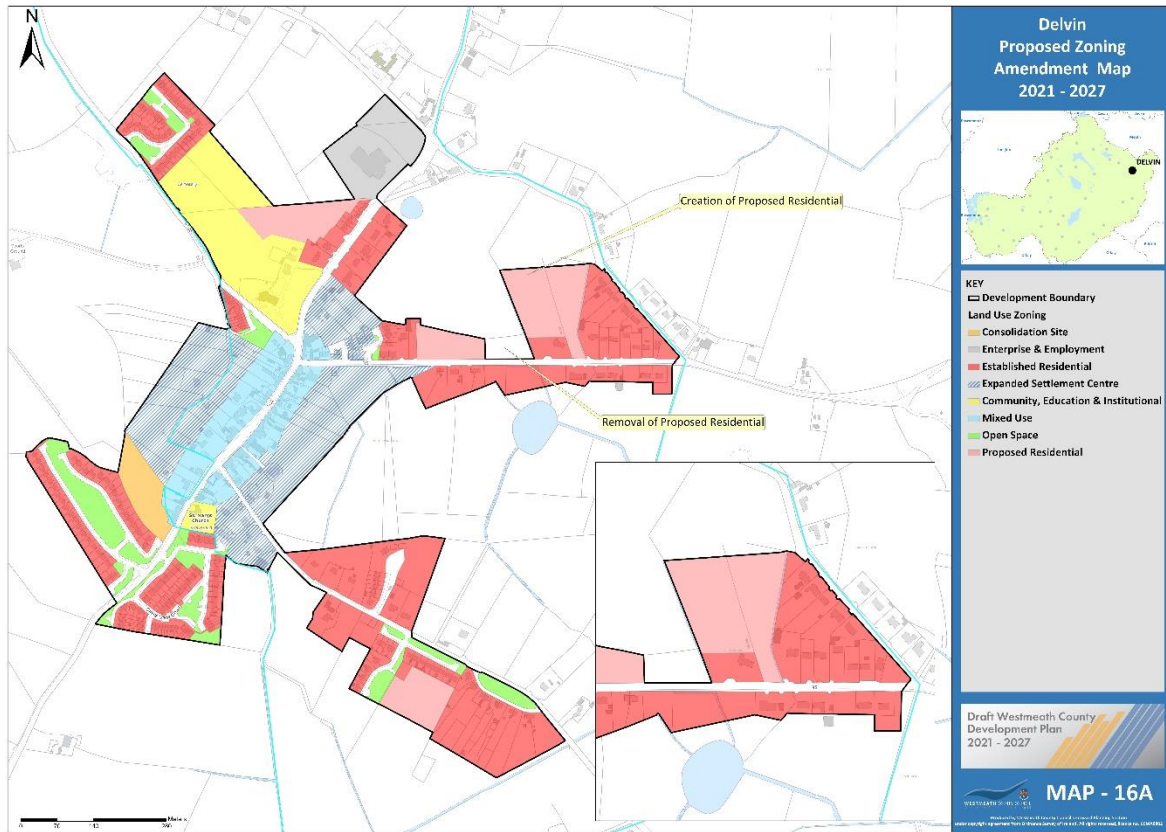 Delvin
Proposed Zoning
Amendment Map
2021 - 2027
DELVIN
KEY
Development Boundary
Land Use Zoning
Consolidation Site
Enterprise & Employment
Established Residential
Expanded Settlement Centre
Community, Education & Institutional
Mixed Use
Open Space
Proposed Residential
Draft Westmeath County
Development Plan
2021 - 2027
MAP - 16A
N
Creation of Proposed Residential
Removal of Proposed Residential
Church
Meters